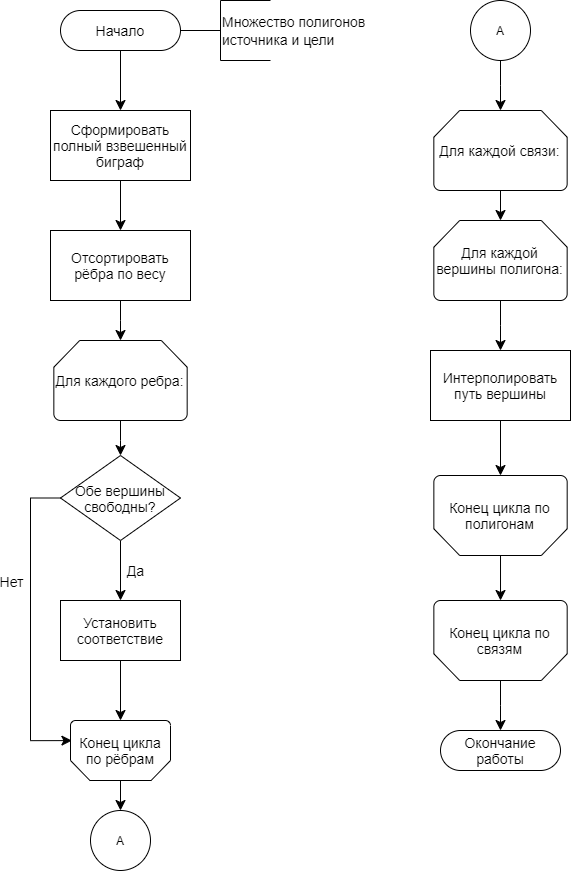 Начало
Множество полигонов
источника и цели
Сформировать
полный взвешенный
биграф
Отсортировать
рёбра по весу
Для каждого ребра:
Обе вершины
свободны?
Нет
Да
Установить
соответствие
Конец цикла
по рёбрам
А
А
Для каждой связи:
Для каждой
вершины полигона:
Интерполировать
путь вершины
Конец цикла по
полигонам
Конец цикла по
связям
Окончание
работы